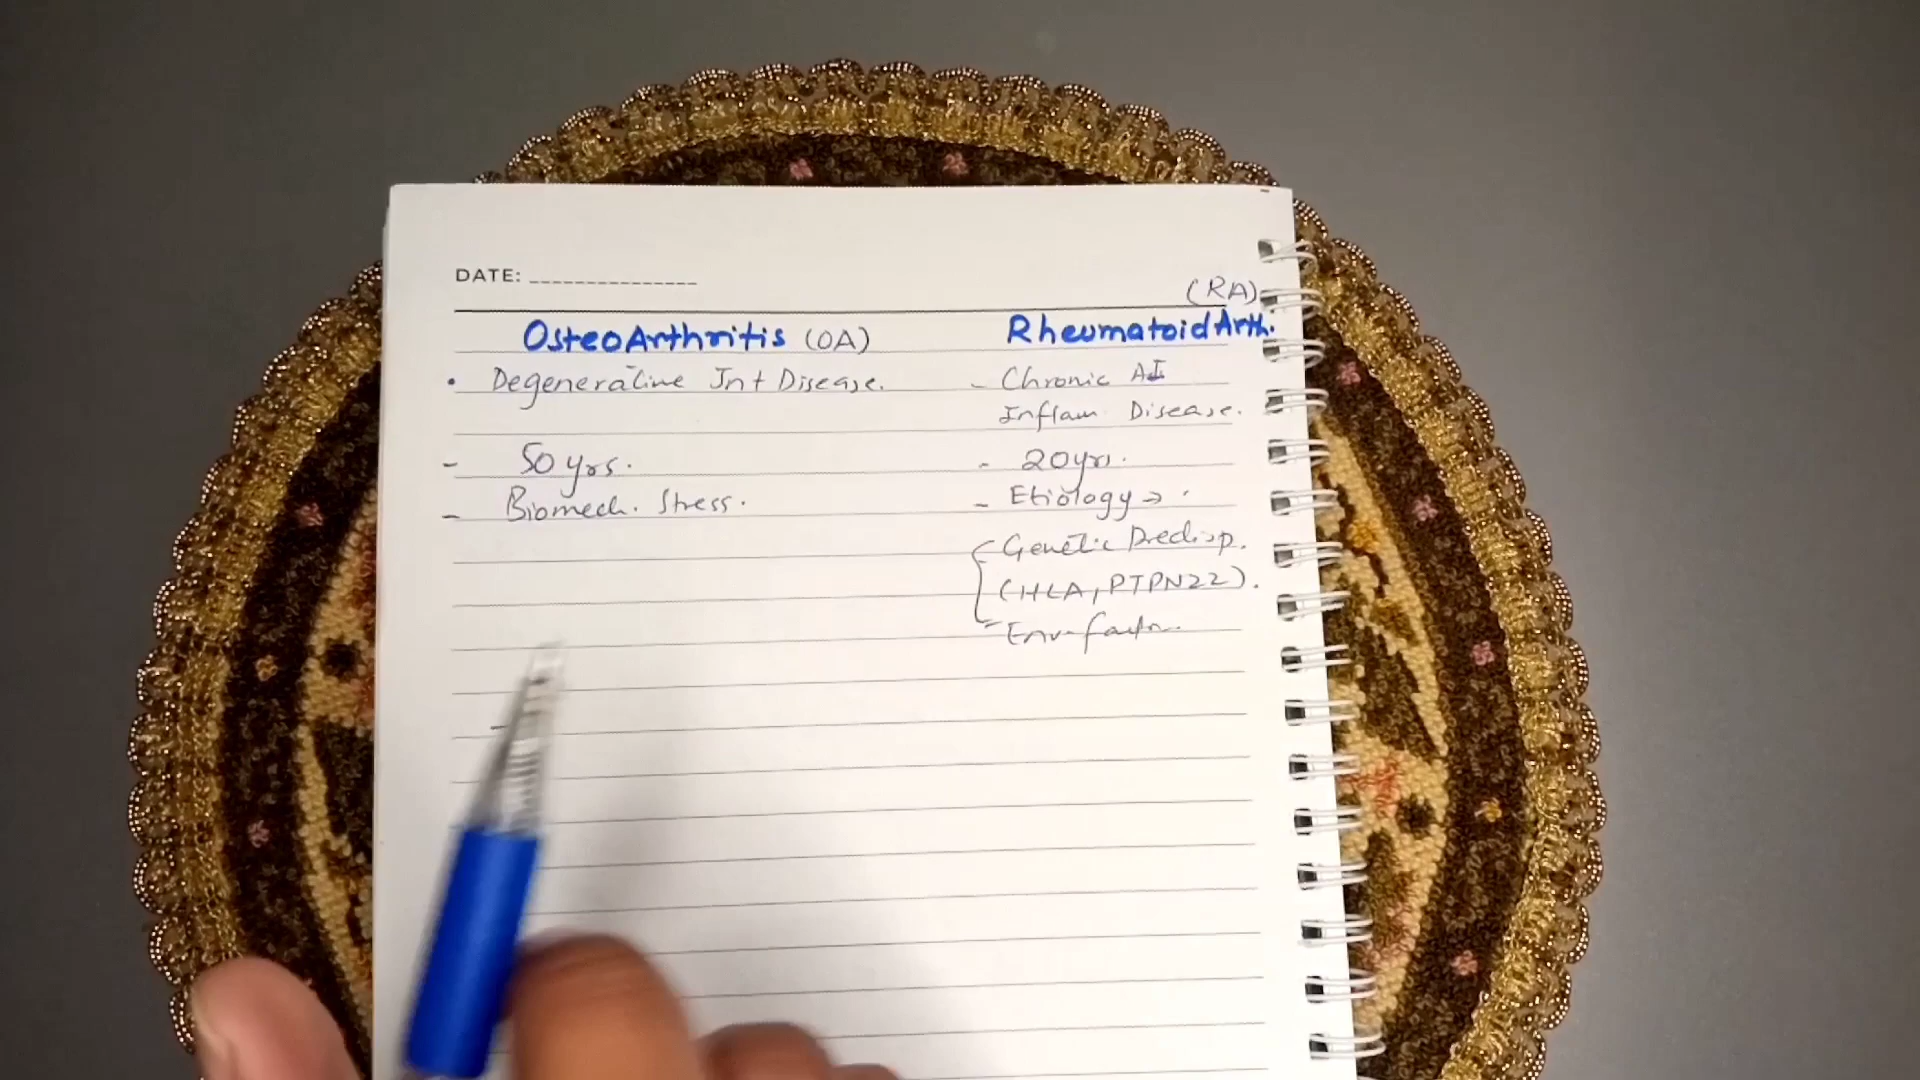 DATE: _______________
(RA)
OsteoArthritis (OA)
• Degenerative Jnt Disease.
- 50 yrs.
- Biomech. Stress.
Rheumatoid Arth.
- Chronic AI
Inflam. Disease.
- 20 yrs.
- Etiology →
- Genetic Predisp.
(HLA, PTPN22).
- Env. factor.